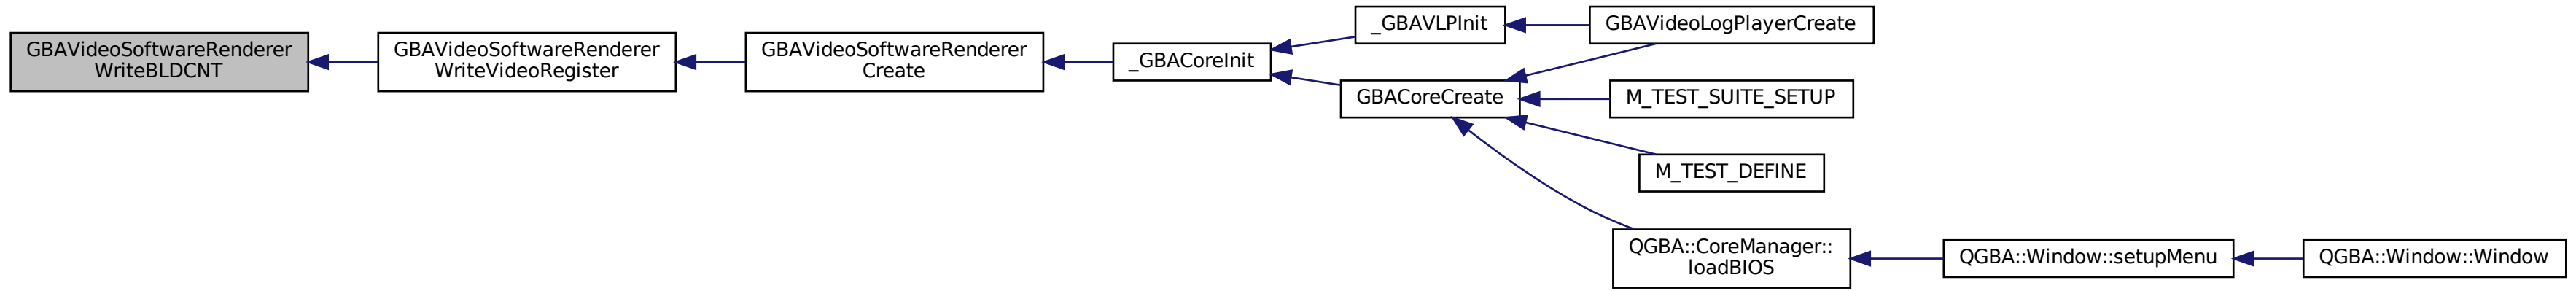 GBAVideoSoftwareRenderer
WriteBLDCNT
GBAVideoSoftwareRenderer
WriteVideoRegister
GBAVideoSoftwareRenderer
Create
_GBACoreInit
_GBAVLPInit
GBAVideoLogPlayerCreate
GBACoreCreate
M_TEST_SUITE_SETUP
M_TEST_DEFINE
QGBA::CoreManager::
loadBIOS
QGBA::Window::setupMenu
QGBA::Window::Window